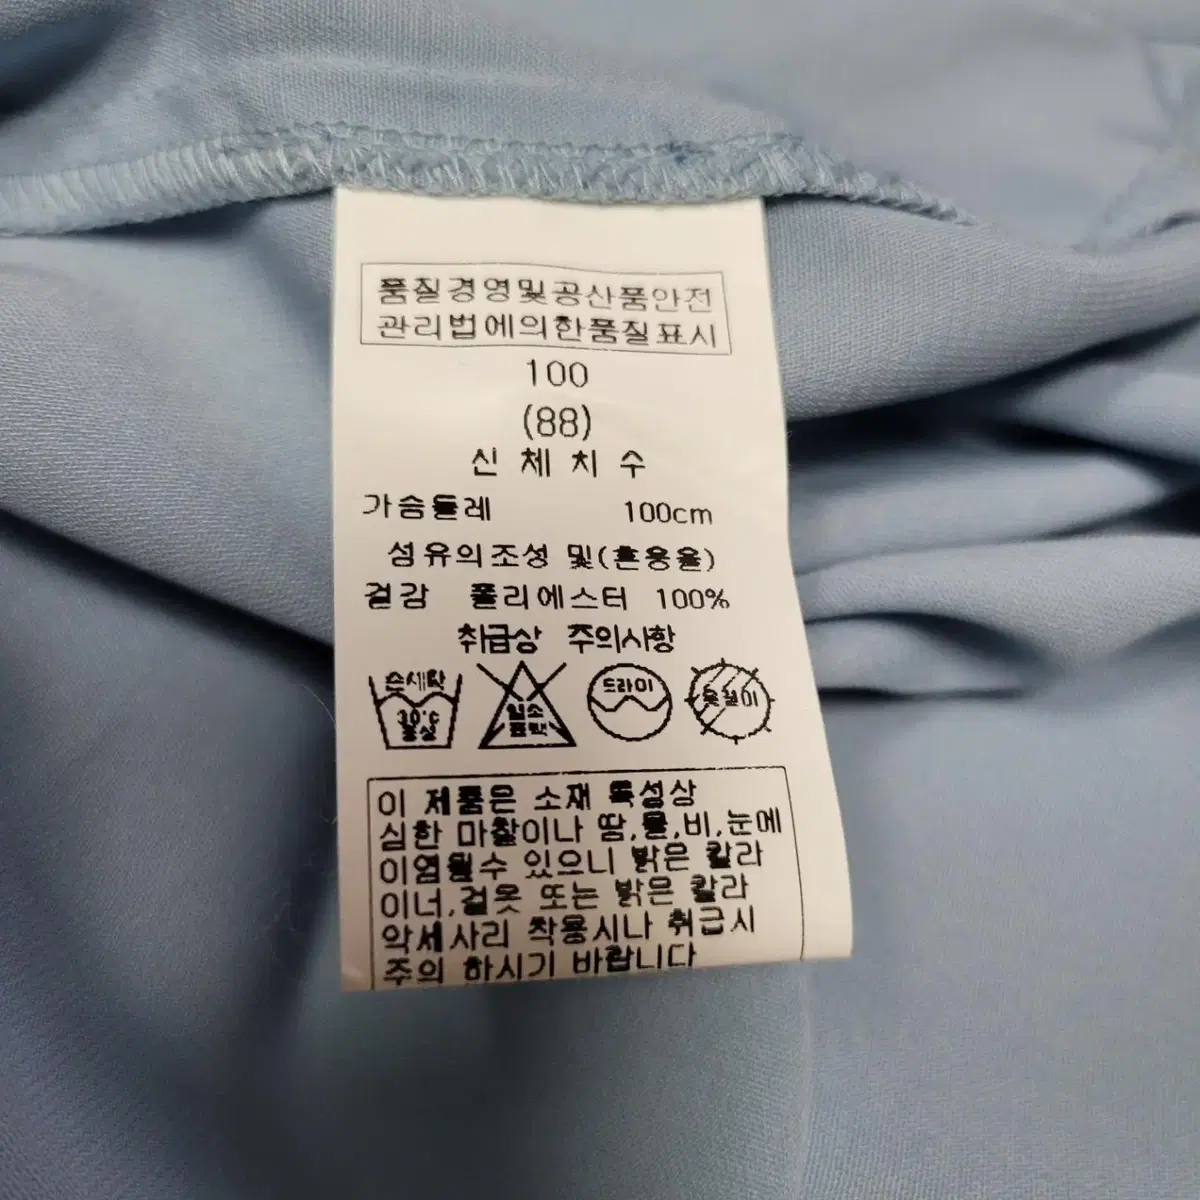 품질경영및공산품안전
관리법에의한품질표시
100
(88)
신 체 치 수
가슴둘레 100cm
섬유의조성 및(혼용율)
겉감 폴리에스터 100%
취급상 주의사항
손세탁
30°C
중성
염소
표백
드라이
옷걸이
이 제품은 소재 특성상
심한 마찰이나 땀,물,비,눈에
이염될수 있으니 밝은 칼라
이너,겉옷 또는 밝은 칼라
악세사리 착용시나 취급시
주의 하시기 바랍니다